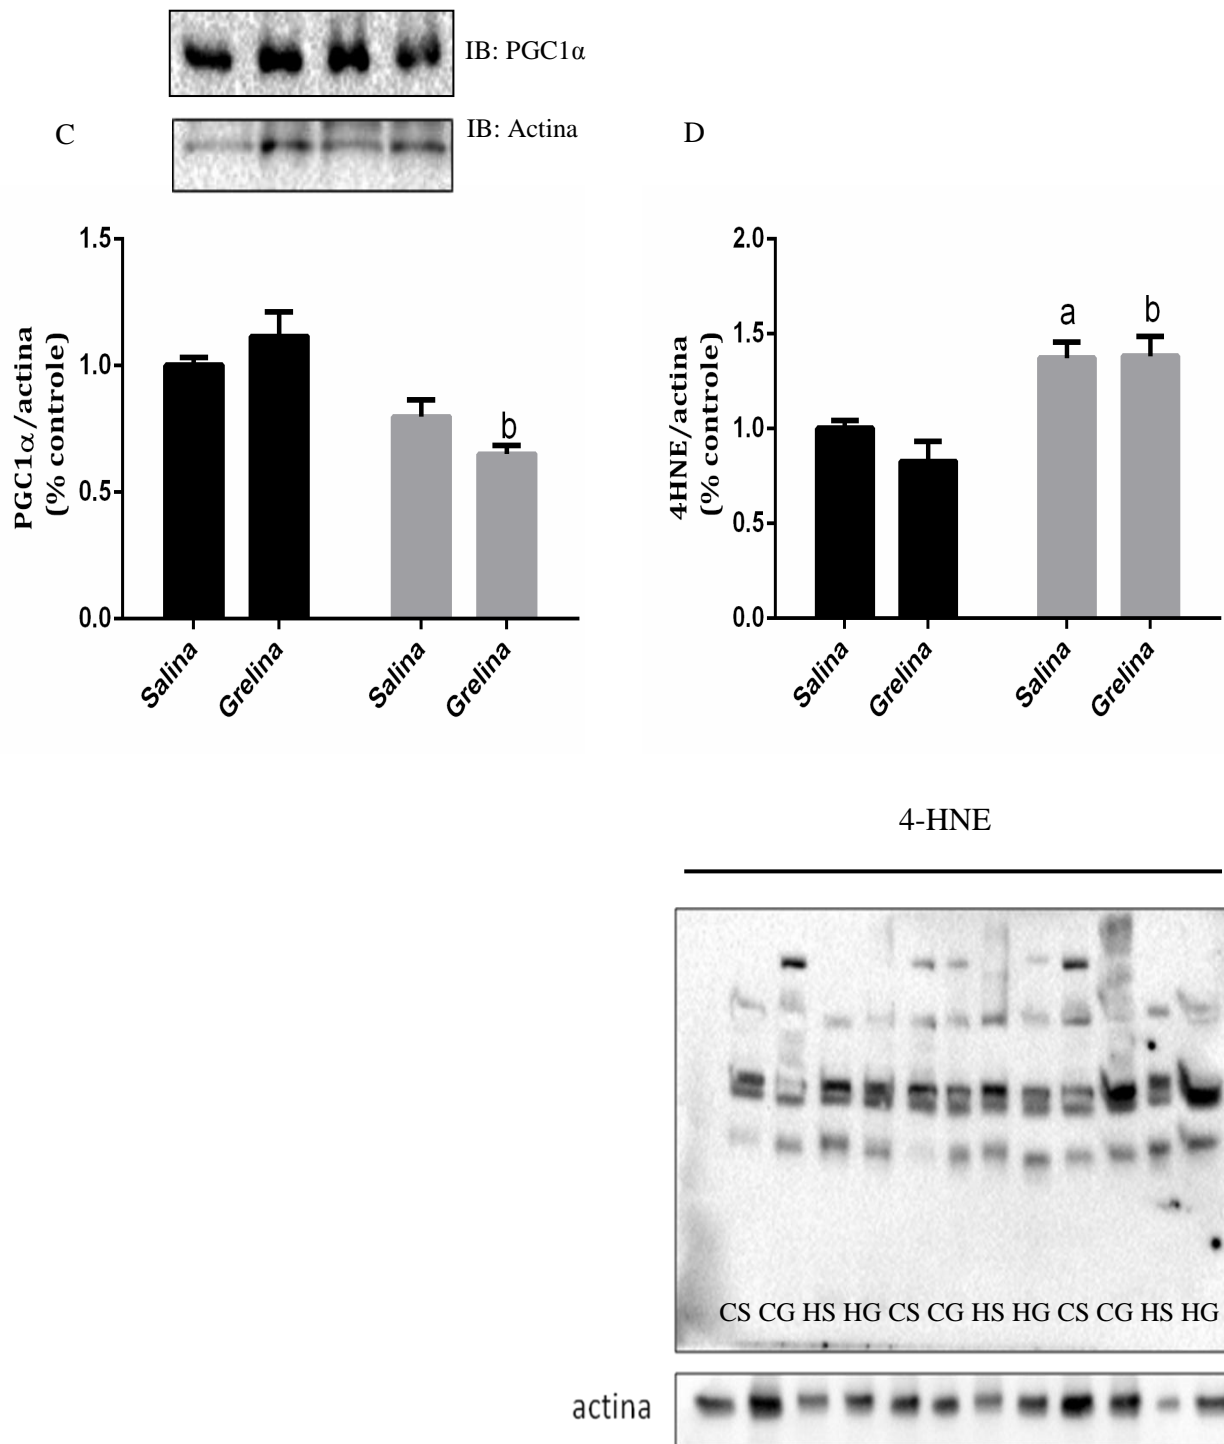 IB: PGC1α
C
IB: Actina
D
1.5
1.0
0.5
0.0
PGC1α/actina
(% controle)
b
Salina
Grelina
Salina
Grelina
2.0
1.5
1.0
0.5
0.0
4HNE/actina
(% controle)
a
b
Salina
Grelina
Salina
Grelina
4-HNE
CS CG HS HG CS CG HS HG CS CG HS HG
actina